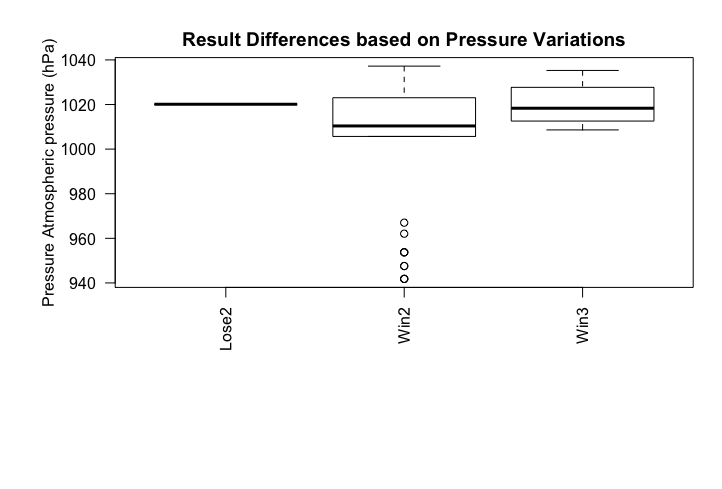 Result Differences based on Pressure Variations
Pressure Atmospheric pressure (hPa)
1040
1020
1000
980
960
940
Lose2
Win2
Win3